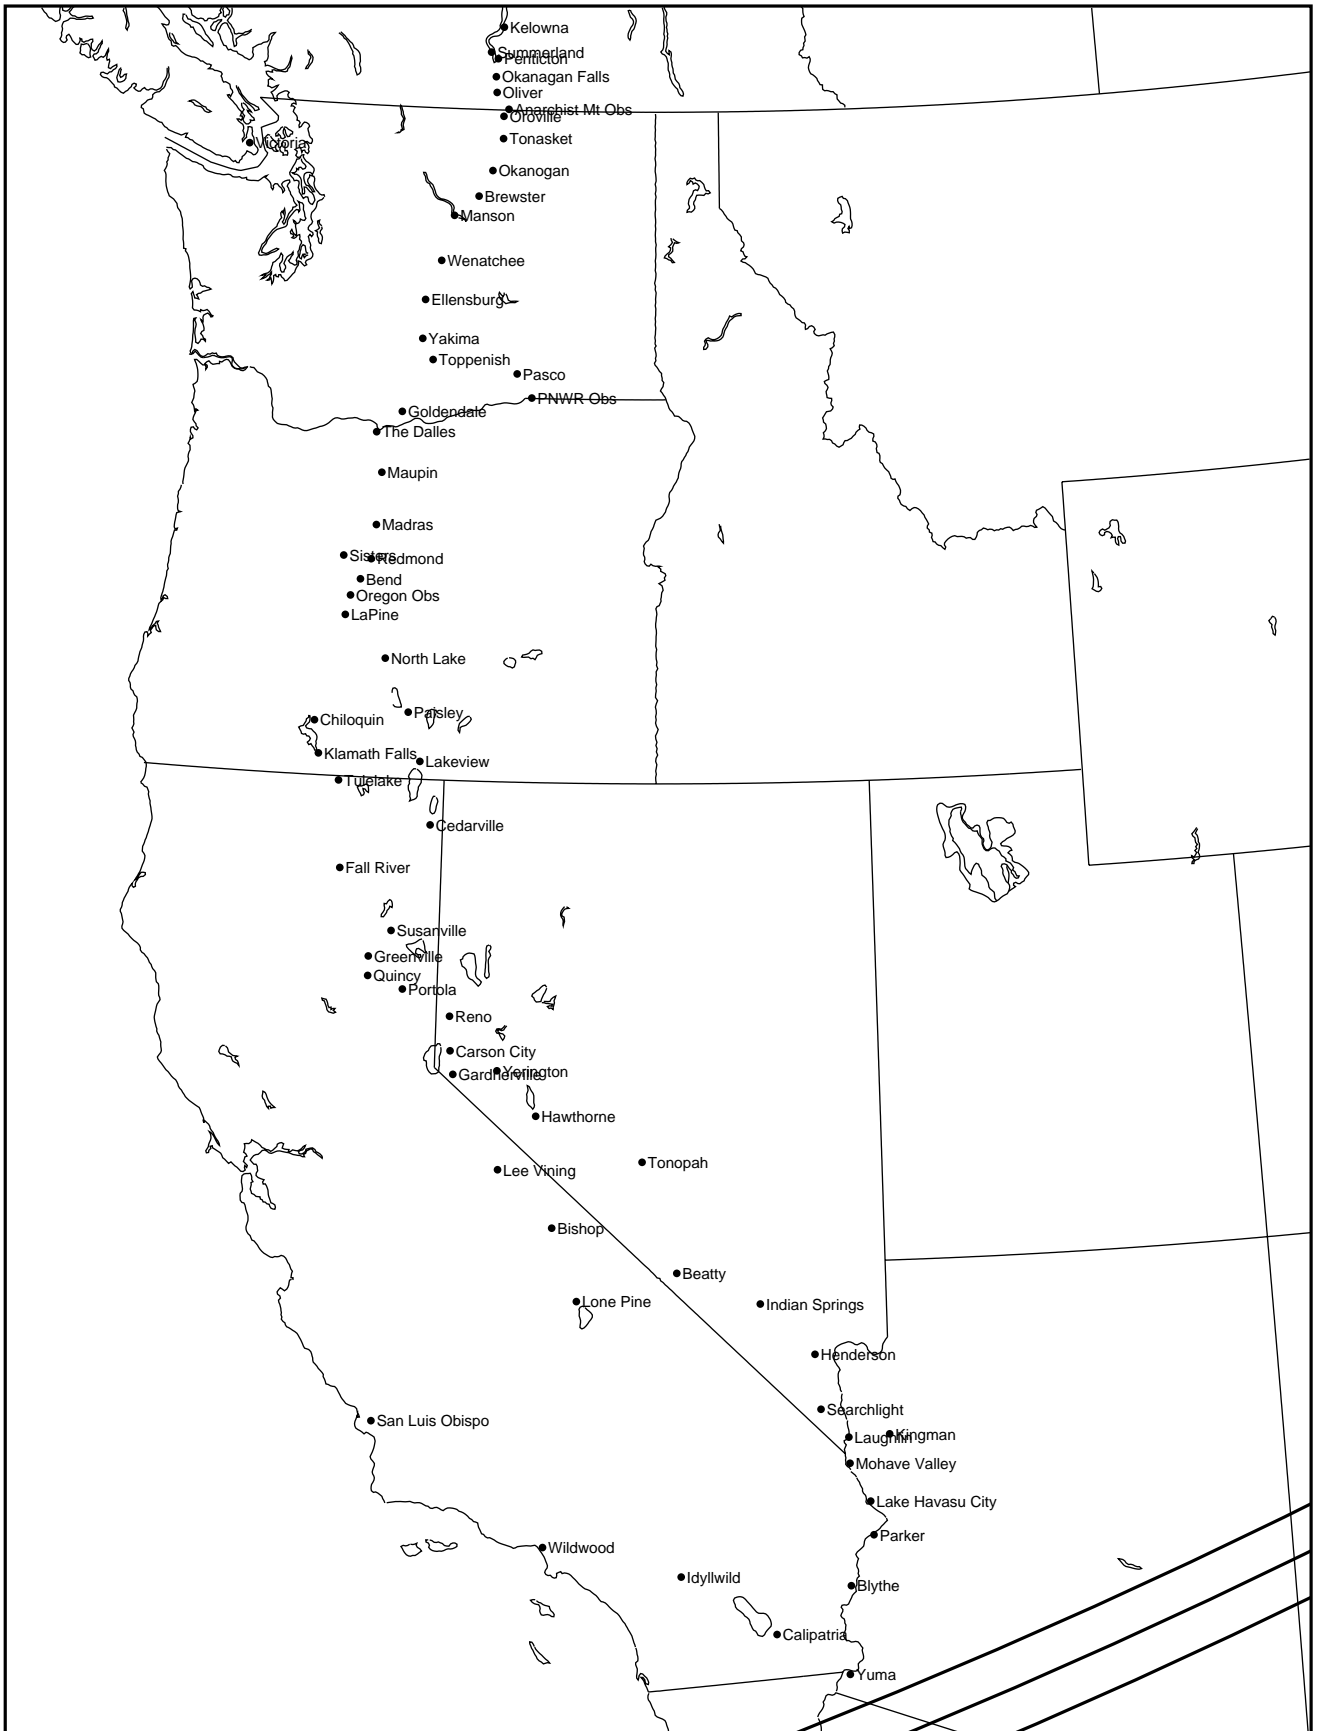 Kelowna
Summerland
Penticton
Okanagan Falls
Oliver
Anarchist Mt Obs
Oroville
Tonasket
Victoria
Okanogan
Brewster
Manson
Wenatchee
Ellensburg
Yakima
Toppenish
Pasco
PNWR Obs
Goldendale
The Dalles
Maupin
Madras
Sisters
Redmond
Bend
Oregon Obs
LaPine
North Lake
Paisley
Chiloquin
Klamath Falls
Lakeview
Tulelake
Cedarville
Fall River
Susanville
Greenville
Quincy
Portola
Reno
Carson City
Yerington
Gardnerville
Hawthorne
Tonopah
Lee Vining
Bishop
Beatty
Lone Pine
Indian Springs
Henderson
Searchlight
San Luis Obispo
Kingman
Laughlin
Mohave Valley
Lake Havasu City
Parker
Wildwood
Idyllwild
Blythe
Calipatria
Yuma